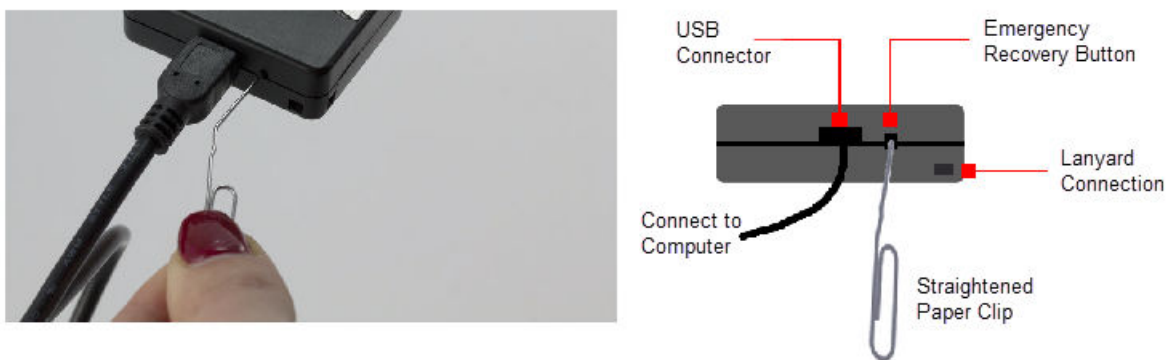 USB
Connector
Emergency
Recovery Button
Lanyard
Connection
Connect to
Computer
Straightened
Paper Clip